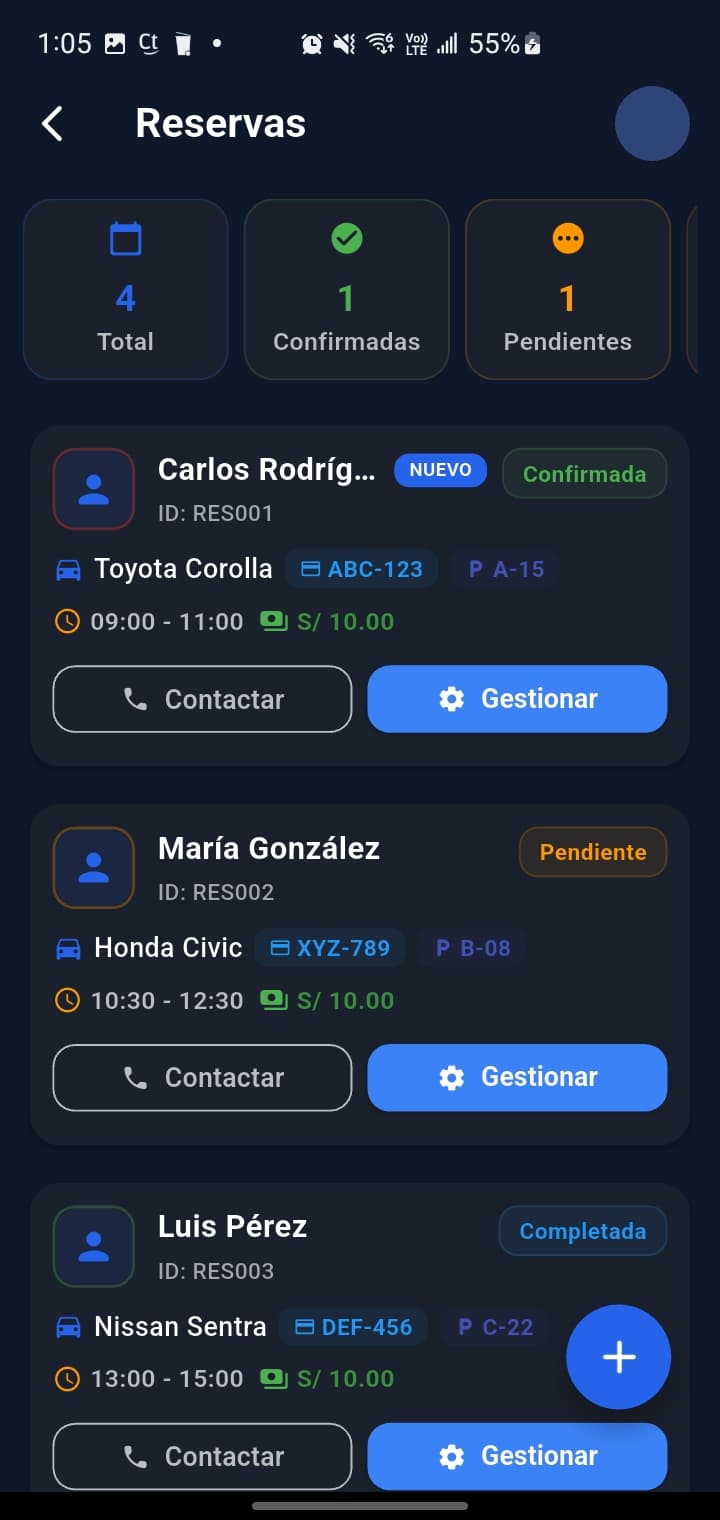 1:05 Ct 6 Vo)) LTE 55%
Reservas
4 1 1
Total Confirmadas Pendientes
Carlos Rodríg... NUEVO Confirmada
ID: RES001
Toyota Corolla ABC-123 P A-15
09:00 - 11:00 S/ 10.00
Contactar Gestionar
María González Pendiente
ID: RES002
Honda Civic XYZ-789 P B-08
10:30 - 12:30 S/ 10.00
Contactar Gestionar
Luis Pérez Completada
ID: RES003
Nissan Sentra DEF-456 P C-22
13:00 - 15:00 S/ 10.00
Contactar Gestionar